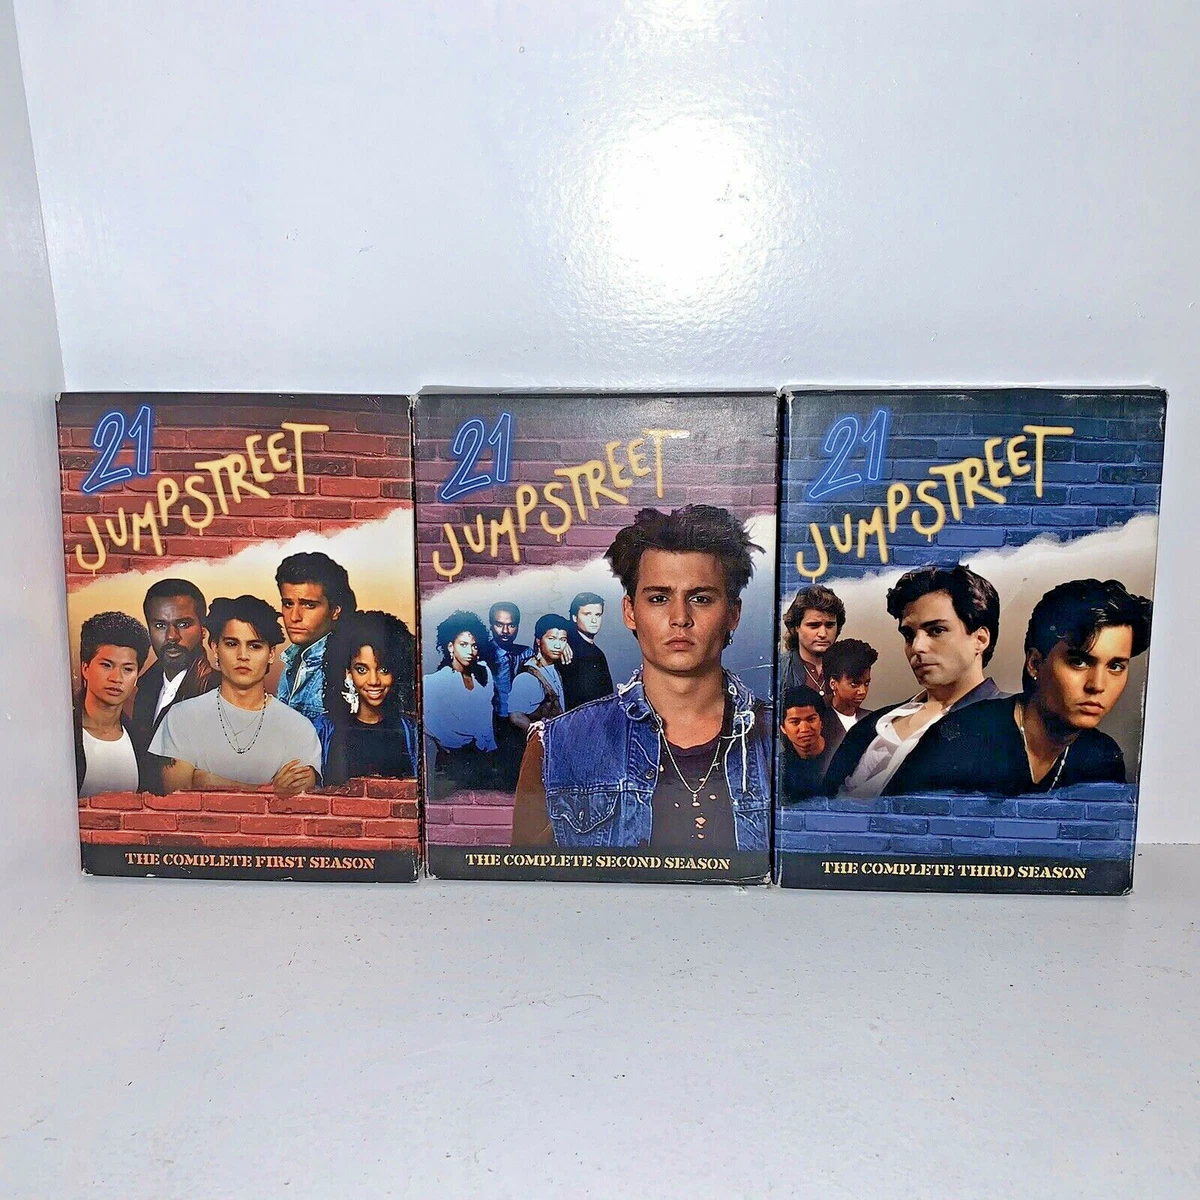 21
JUMPSTREET
THE COMPLETE FIRST SEASON
21
JUMPSTREET
THE COMPLETE SECOND SEASON
21
JUMPSTREET
THE COMPLETE THIRD SEASON